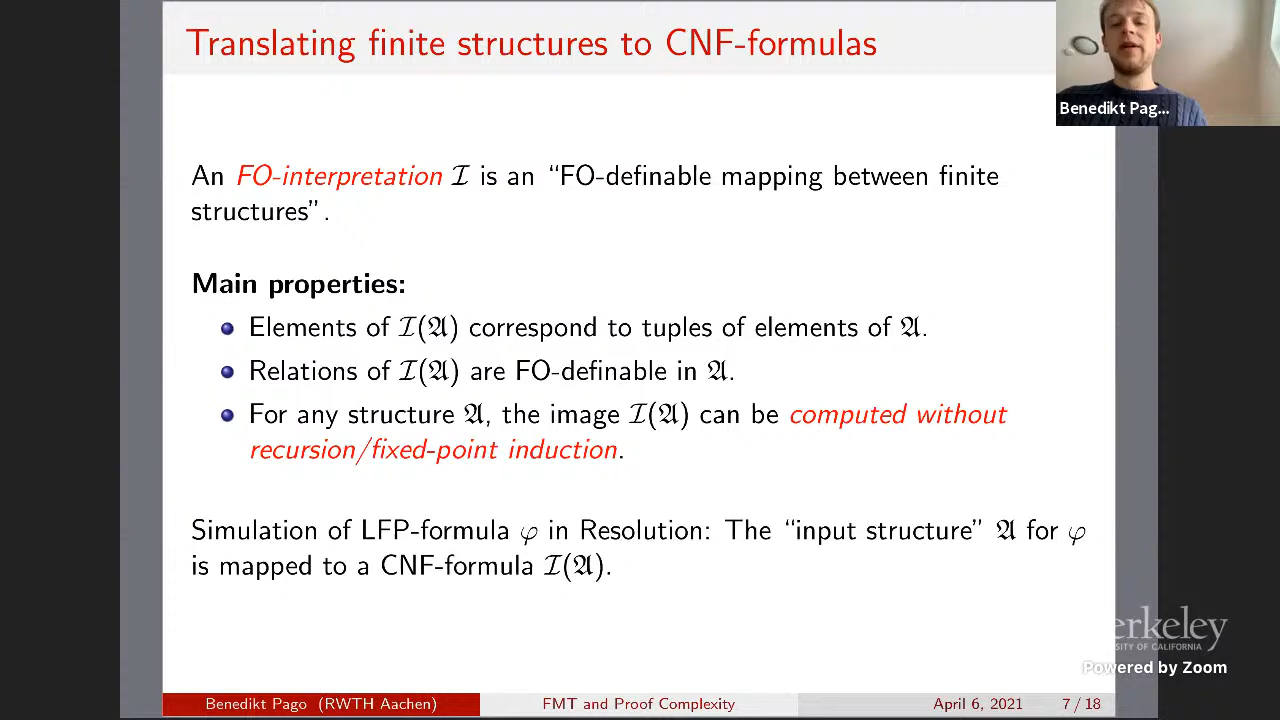 Translating finite structures to CNF-formulas
Benedikt Pag...
An FO-interpretation ℐ is an “FO-definable mapping between finite
structures”.
Main properties:
Elements of ℐ(𝔄) correspond to tuples of elements of 𝔄.
Relations of ℐ(𝔄) are FO-definable in 𝔄.
For any structure 𝔄, the image ℐ(𝔄) can be computed without
recursion/fixed-point induction.
Simulation of LFP-formula φ in Resolution: The “input structure” 𝔄 for φ
is mapped to a CNF-formula ℐ(𝔄).
Powered by Zoom
Benedikt Pago (RWTH Aachen) FMT and Proof Complexity April 6, 2021 7 / 18